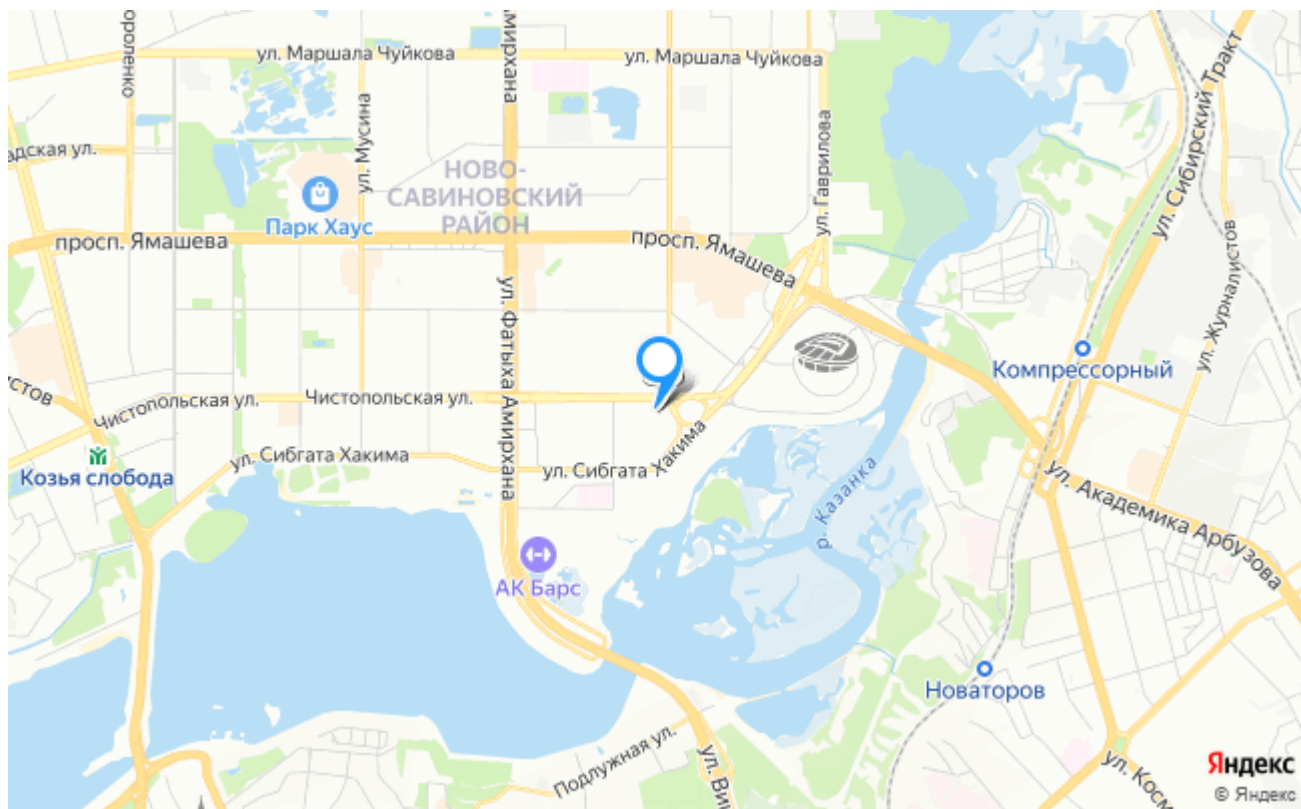 ороленко
ул. Маршала Чуйкова
Амирхана
ул. Маршала Чуйкова
ул. Сибирский Тракт
адская ул.
ул. Мусина
ул. Гаврилова
НОВО-
САВИНОВСКИЙ
РАЙОН
Парк Хаус
просп. Ямашева
просп. Ямашева
ул. Журналистов
ул. Фатыха Амирхана
Компрессорный
истов
Чистопольская ул.
Чистопольская ул.
Козья слобода
ул. Сибгата Хакима
ул. Сибгата Хакима
р. Казанка
ул. Академика Арбузова
АК Барс
Новаторов
Подлужная ул.
ул. Виш
ул. Косм
Яндекс
© Яндекс